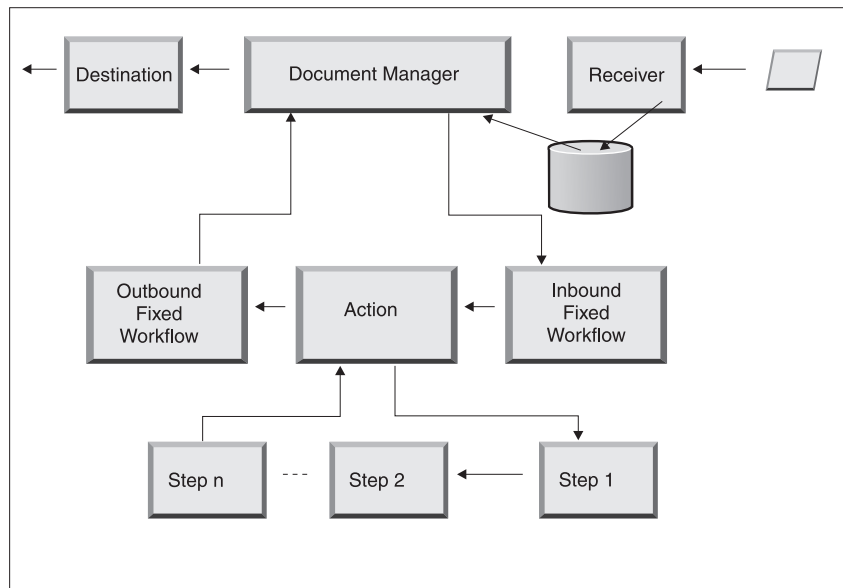 Destination
Document Manager
Receiver
Outbound
Fixed
Workflow
Action
Inbound
Fixed
Workflow
Step n
Step 2
Step 1